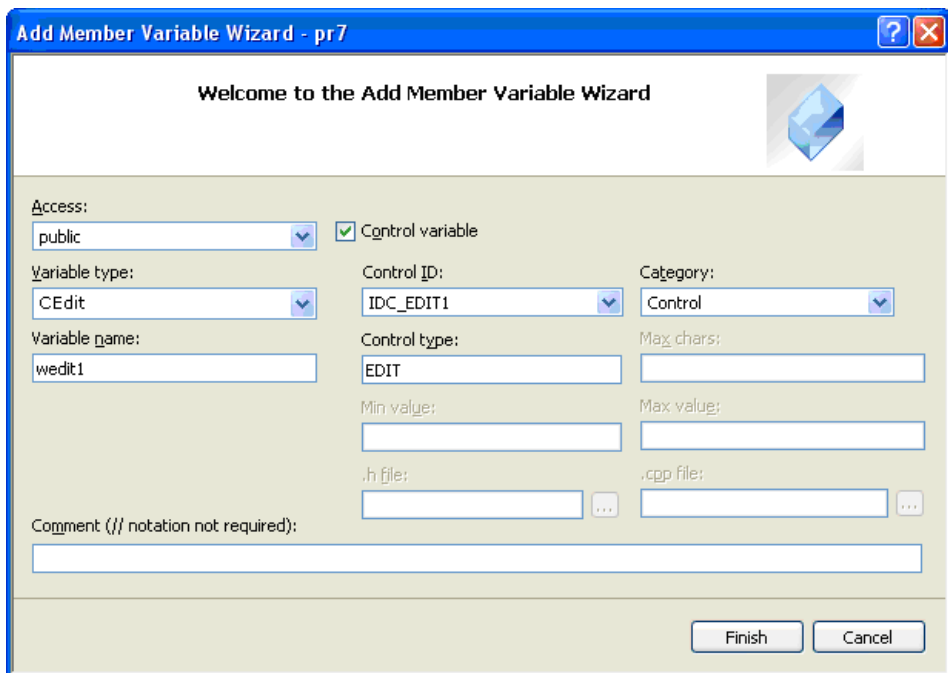 Add Member Variable Wizard - pr7
Welcome to the Add Member Variable Wizard
Access:
public
Control variable
Variable type:
Control ID:
Category:
CEdit
IDC_EDIT1
Control
Variable name:
Control type:
Max chars:
wedit1
EDIT
Min value:
Max value:
.h file:
.cpp file:
...
...
Comment (// notation not required):
Finish
Cancel